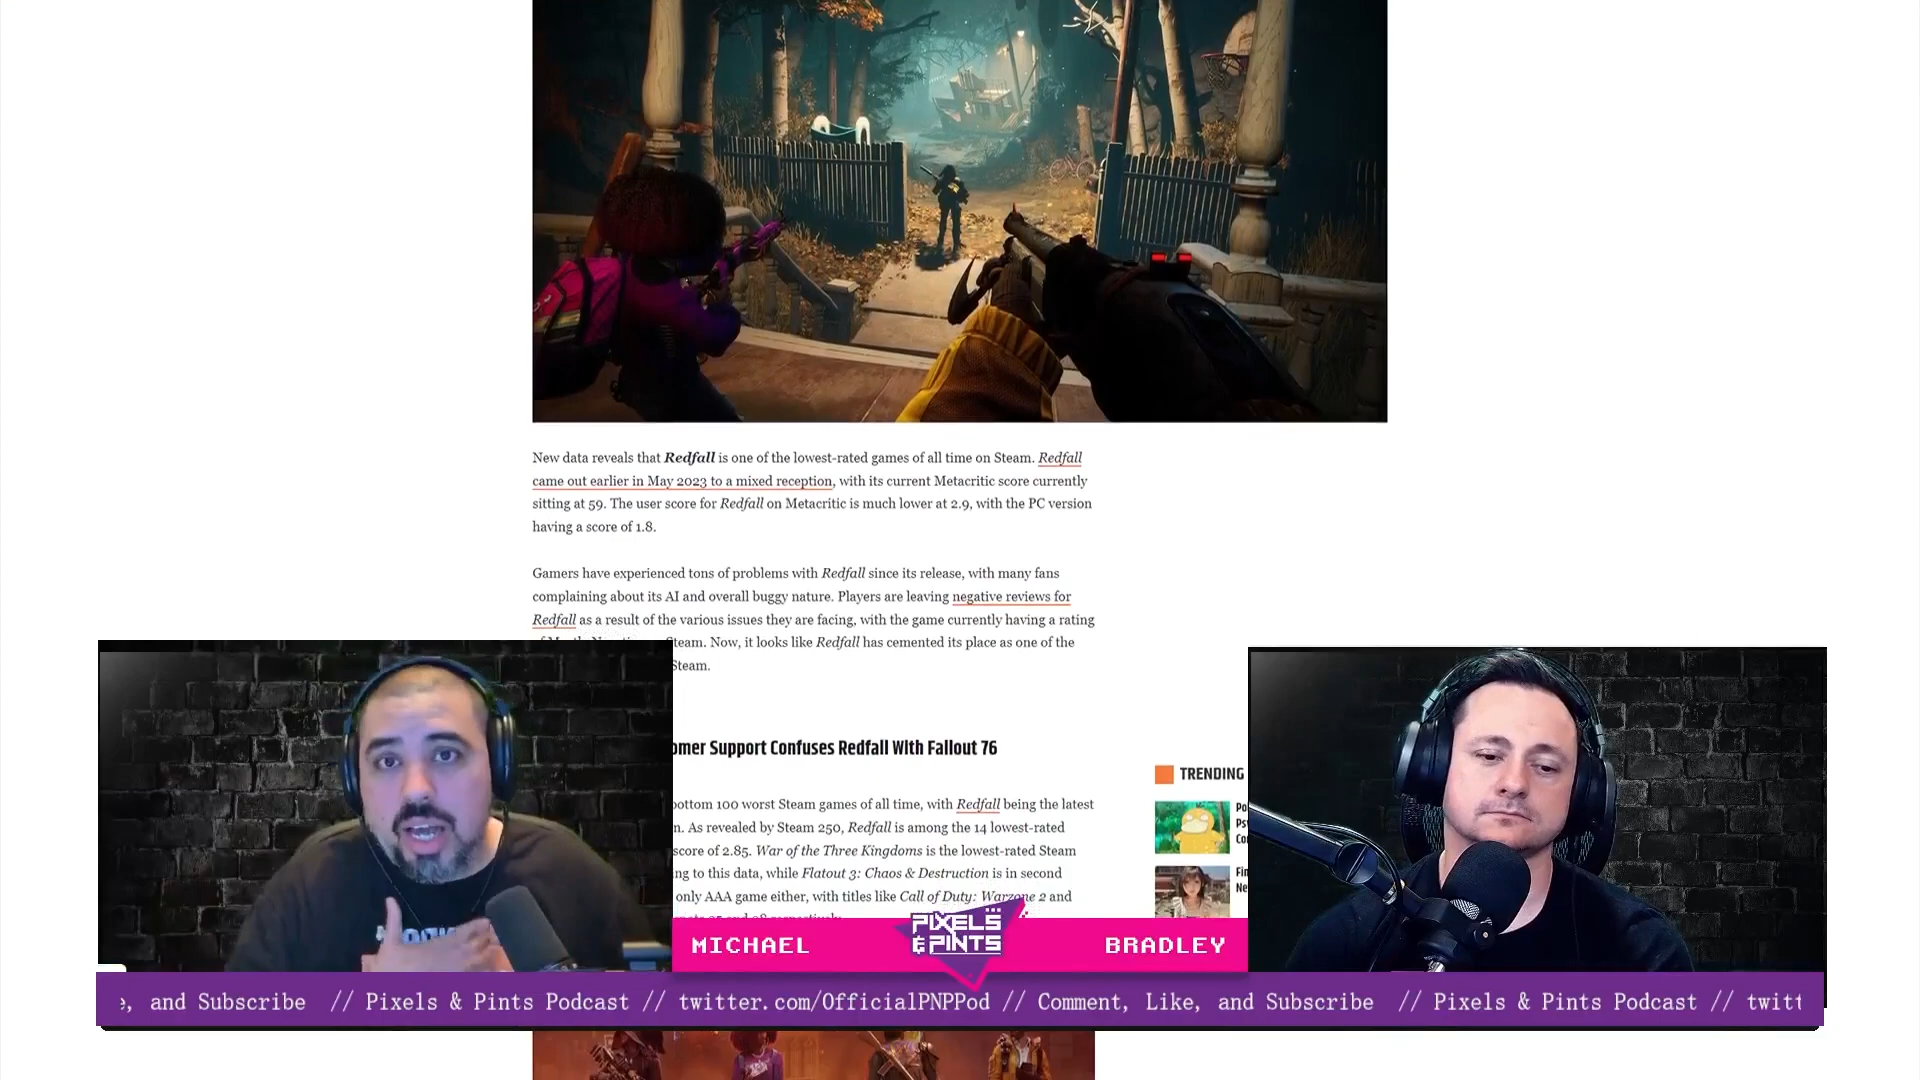 New data reveals that Redfall is one of the lowest-rated games of all time on Steam. Redfall
came out earlier in May 2023 to a mixed reception, with its current Metacritic score currently
sitting at 59. The user score for Redfall on Metacritic is much lower at 2.9, with the PC version
having a score of 1.8.
Gamers have experienced tons of problems with Redfall since its release, with many fans
complaining about its AI and overall buggy nature. Players are leaving negative reviews for
Redfall as a result of the various issues they are facing, with the game currently having a rating
Steam. Now, it looks like Redfall has cemented its place as one of the
Steam.
omer Support Confuses Redfall With Fallout 76
bottom 100 worst Steam games of all time, with Redfall being the latest
n. As revealed by Steam 250, Redfall is among the 14 lowest-rated
score of 2.85. War of the Three Kingdoms is the lowest-rated Steam
ng to this data, while Flatout 3: Chaos & Destruction is in second
only AAA game either, with titles like Call of Duty: Warzone 2 and
TRENDING
Po
Psy
Co
Fin
Ne
MICHAEL
PIXELS
& PINTS
BRADLEY
e, and Subscribe // Pixels & Pints Podcast // twitter.com/OfficialPNPPod // Comment, Like, and Subscribe // Pixels & Pints Podcast // twitt